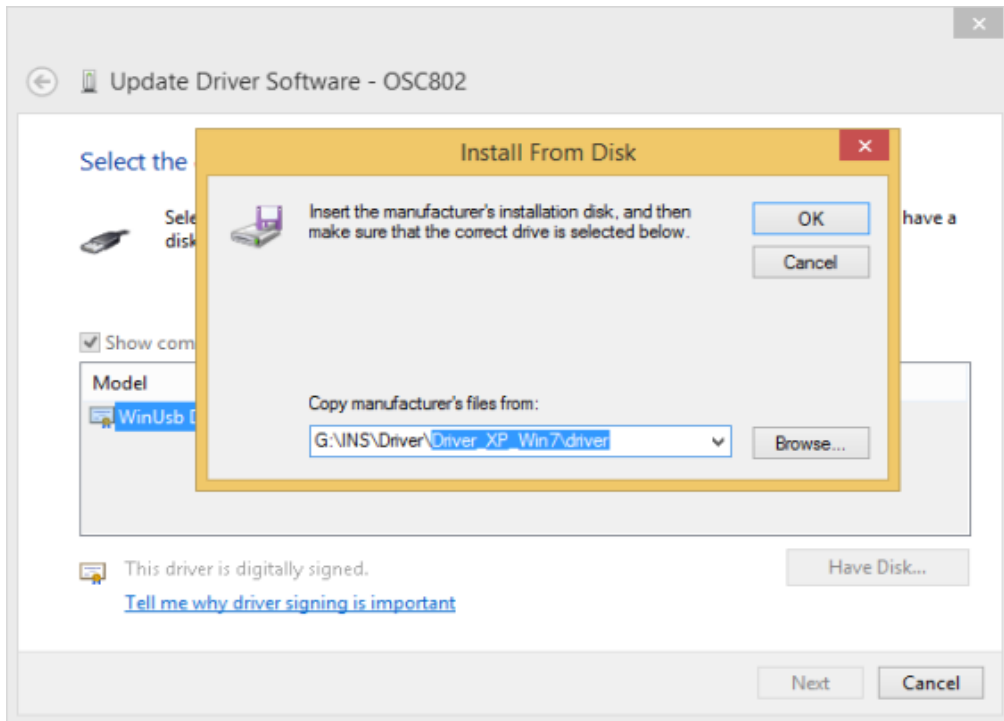 Update Driver Software - OSC802
Select the
Install From Disk
Insert the manufacturer's installation disk, and then
make sure that the correct drive is selected below.
OK
Cancel
have a
disk
Show com
Model
WinUsb
Copy manufacturer's files from:
G:\INS\Driver\Driver_XP_Win7\driver
Browse...
This driver is digitally signed.
Have Disk...
Tell me why driver signing is important
Next
Cancel